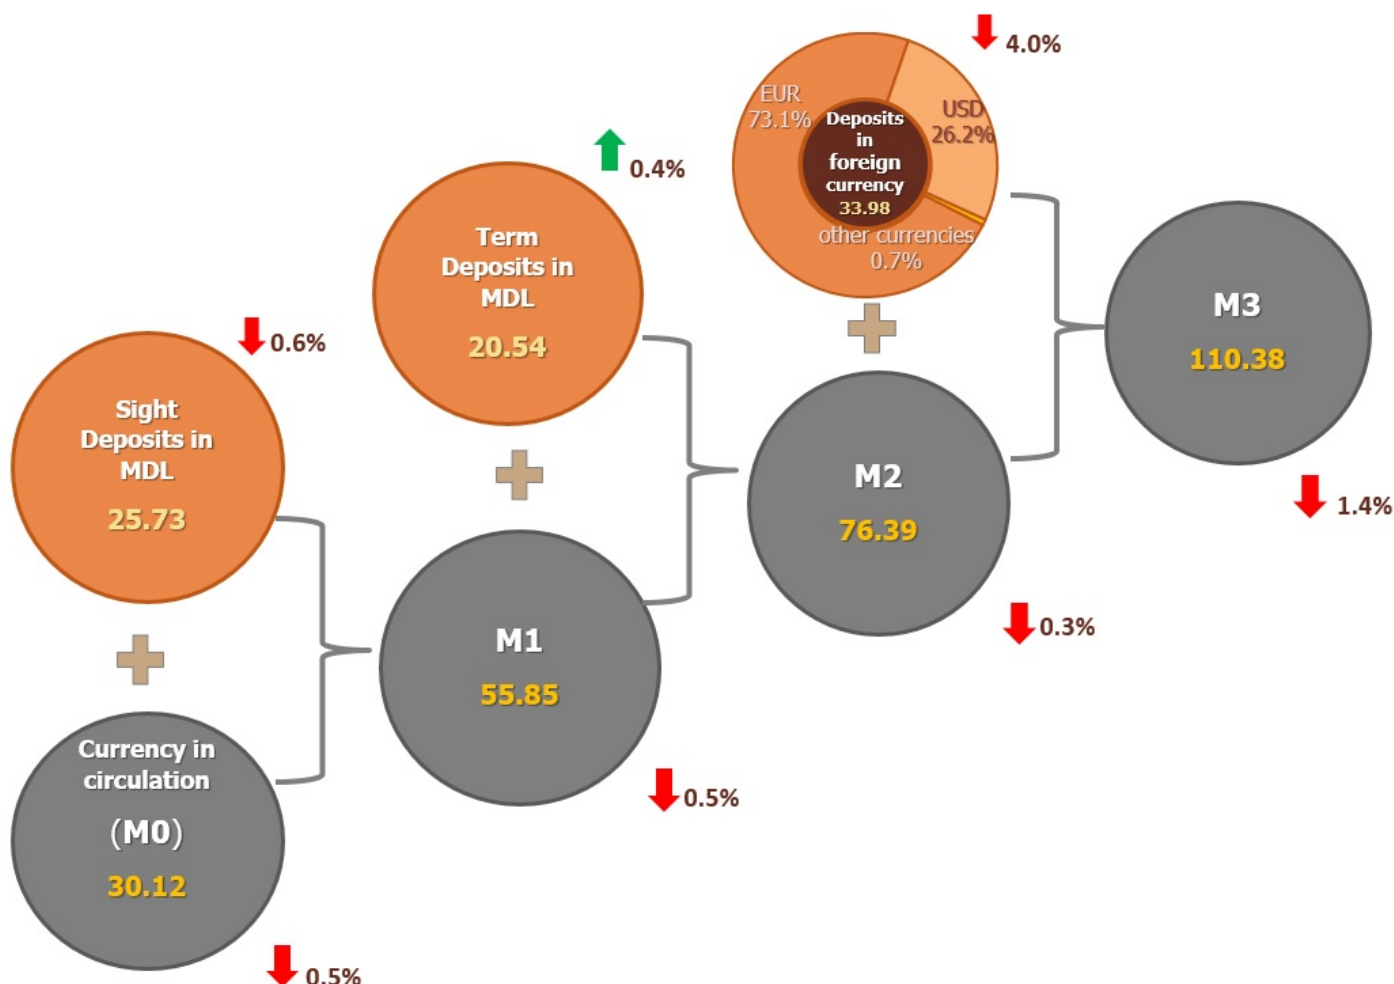 Sight
Deposits in
MDL
25.73
0.6%
Currency in
circulation
(M0)
30.12
0.5%
Term
Deposits in
MDL
20.54
0.4%
M1
55.85
0.5%
EUR
73.1%
USD
26.2%
Deposits
in
foreign
currency
33.98
other currencies
0.7%
4.0%
M2
76.39
0.3%
M3
110.38
1.4%